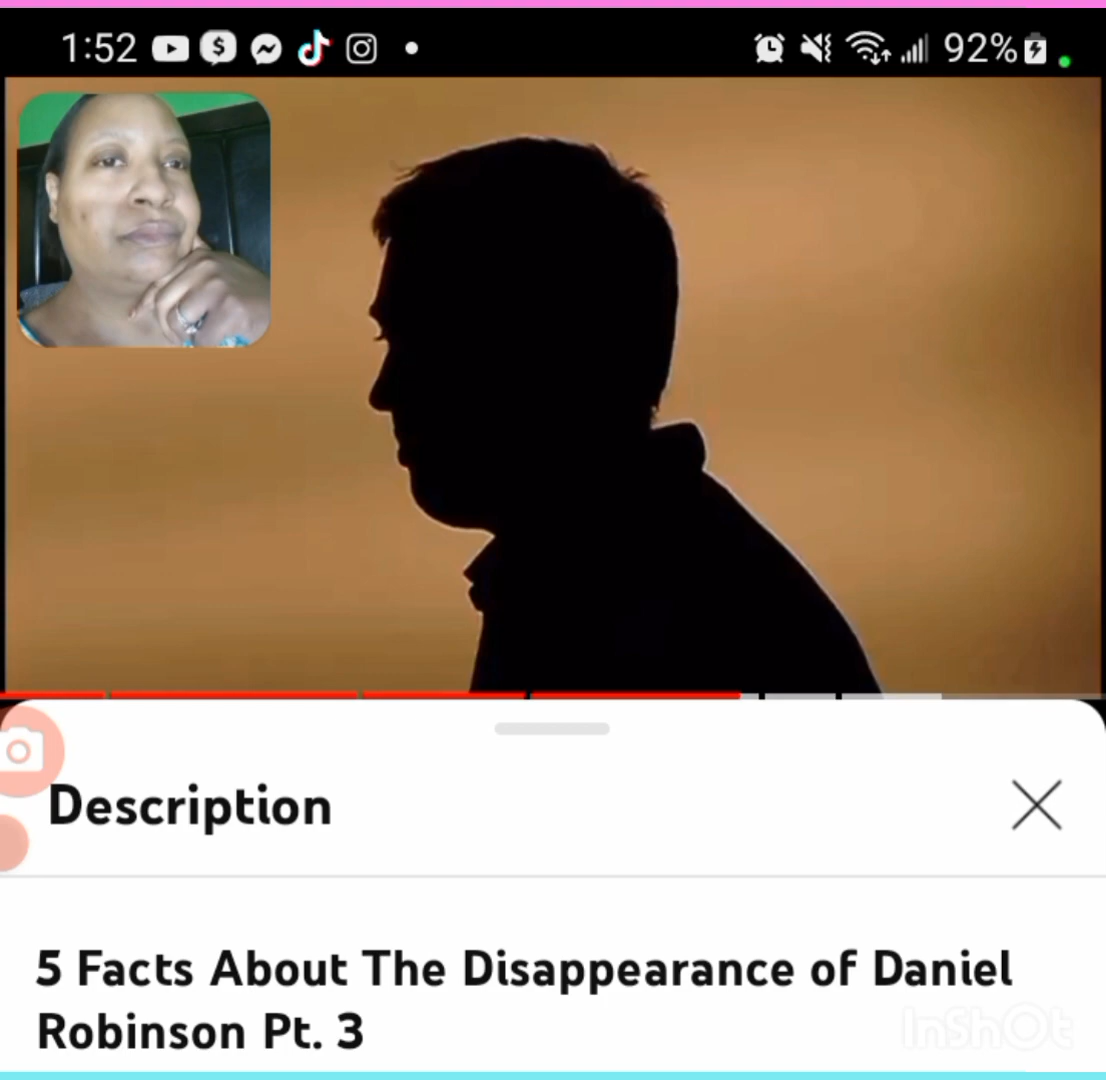 1:52 92%
Description
5 Facts About The Disappearance of Daniel
Robinson Pt. 3
InShOt